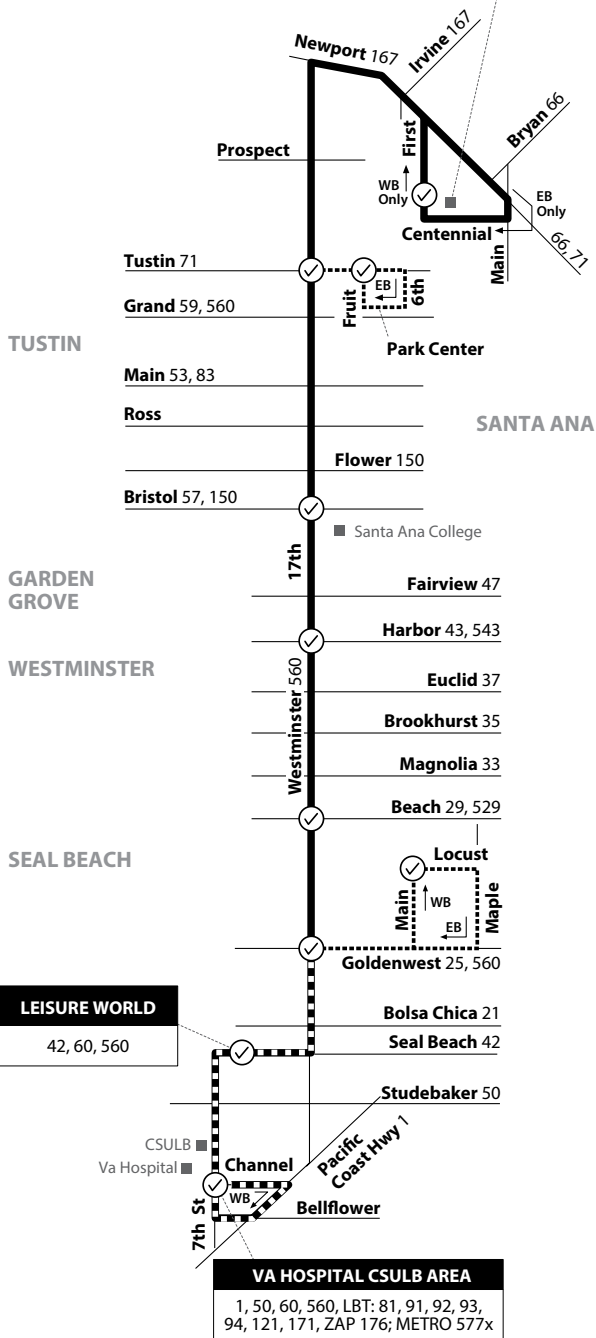 Newport 167
Irvine 167
Bryan 66
First
Prospect
WB
Only
EB
Only
Centennial
Main
66, 71
Tustin 71
EB
Fruit
6th
Grand 59, 560
Park Center
TUSTIN
Main 53, 83
Ross
SANTA ANA
Flower 150
Bristol 57, 150
Santa Ana College
17th
GARDEN
GROVE
Fairview 47
Harbor 43, 543
WESTMINSTER
Westminster 560
Euclid 37
Brookhurst 35
Magnolia 33
Beach 29, 529
SEAL BEACH
Locust
Main
WB
Maple
EB
Goldenwest 25, 560
LEISURE WORLD
42, 60, 560
Bolsa Chica 21
Seal Beach 42
Studebaker 50
CSULB
Va Hospital
Channel
Pacific
Coast Hwy 1
WB
7th St
Bellflower
VA HOSPITAL CSULB AREA
1, 50, 60, 560, LBT: 81, 91, 92, 93,
94, 121, 171, ZAP 176; METRO 577x